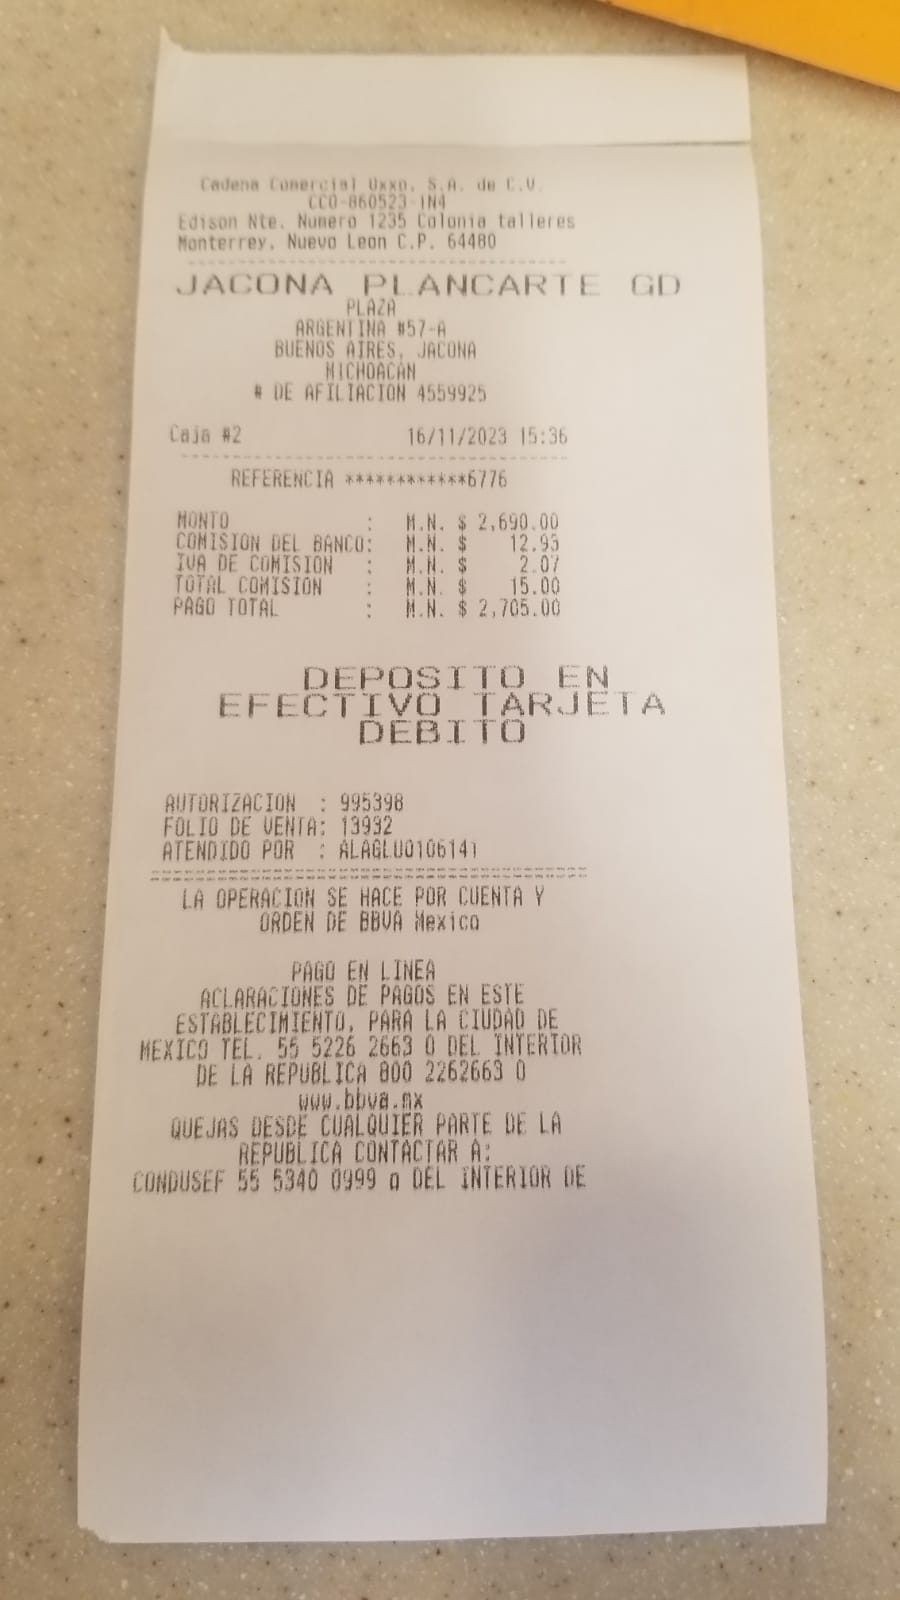 Cadena Comercial Oxxo, S.A. de C.V.
CCO-860523-1N4
Edison Nte. Numero 1235 Colonia talleres
Monterrey, Nuevo Leon C.P. 64480
JACONA PLANCARTE GD
PLAZA
ARGENTINA #57-A
BUENOS AIRES, JACONA
MICHOACAN
# DE AFILIACION 4559925
Caja #2 16/11/2023 15:36
REFERENCIA ************6776
MONTO : M.N. $ 2,690.00
COMISION DEL BANCO: M.N. $ 12.93
IVA DE COMISION : M.N. $ 2.07
TOTAL COMISION : M.N. $ 15.00
PAGO TOTAL : M.N. $ 2,705.00
DEPOSITO EN
EFECTIVO TARJETA
DEBITO
AUTORIZACION : 995398
FOLIO DE VENTA: 13932
ATENDIDO POR :
LA OPERACION SE HACE POR CUENTA Y
ORDEN DE BBVA Mexico
PAGO EN LINEA
ACLARACIONES DE PAGOS EN ESTE
ESTABLECIMIENTO, PARA LA CIUDAD DE
MEXICO TEL. 55 5226 2663 O DEL INTERIOR
DE LA REPUBLICA 800 2262663 O
www.bbva.mx
QUEJAS DESDE CUALQUIER PARTE DE LA
REPUBLICA CONTACTAR A:
CONDUSEF 55 5340 0999 o DEL INTERIOR DE